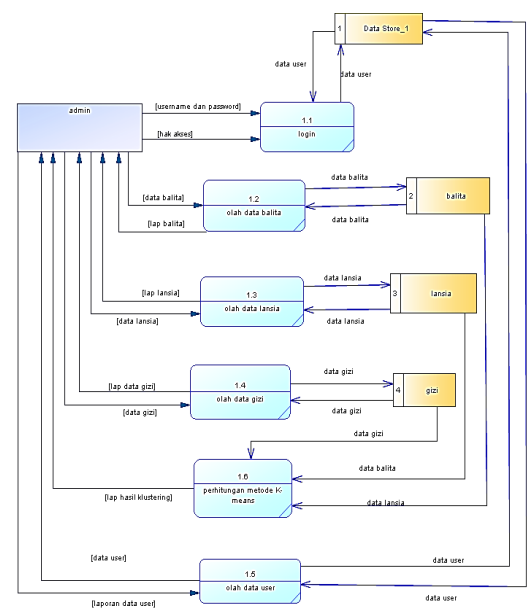 1
Data Store_1
data user
data user
admin
[username dan password]
[hak akses]
1.1
login
[data balita]
[lap balita]
1.2
olah data balita
data balita
data balita
2
balita
[lap lansia]
[data lansia]
1.3
olah data lansia
data lansia
data lansia
3
lansia
[lap data gizi]
[data gizi]
1.4
olah data gizi
data gizi
data gizi
4
gizi
data gizi
data balita
data lansia
1.6
perhitungan metode K-
means
[lap hasil klustering]
[data user]
[laporan data user]
1.5
olah data user
data user
data user